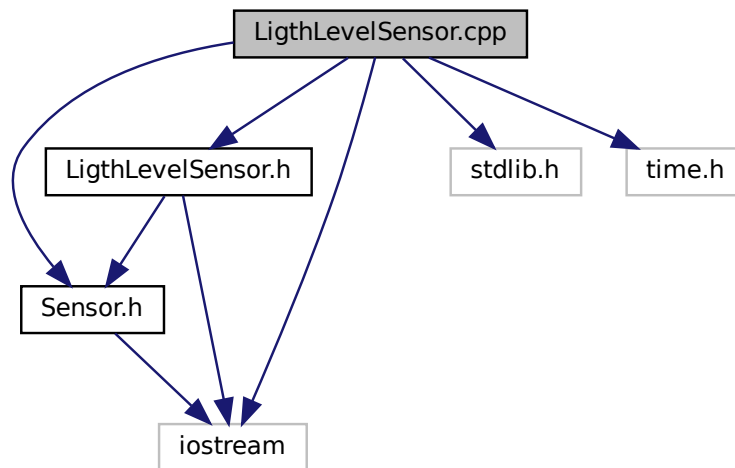 LigthLevelSensor.cpp
LigthLevelSensor.h
stdlib.h
time.h
Sensor.h
iostream